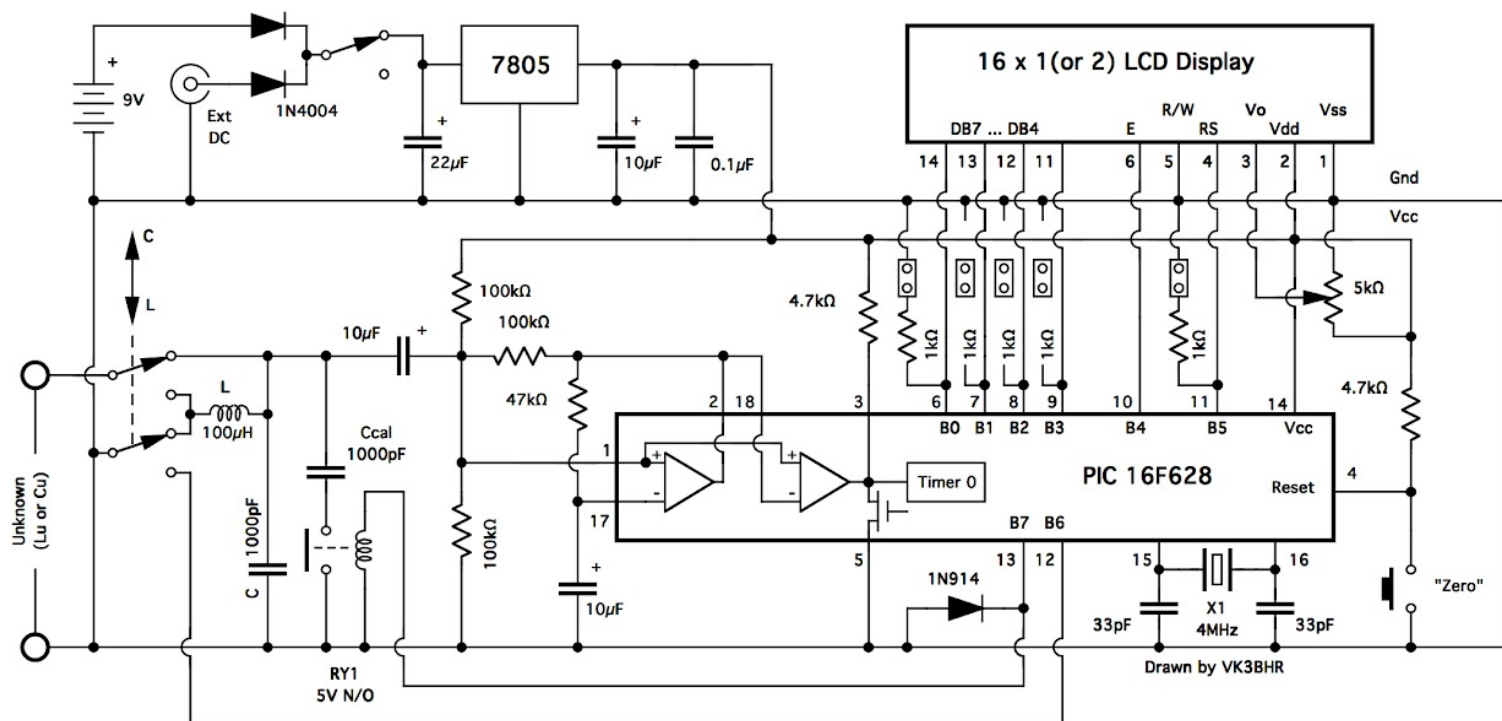 +
9V
Ext
DC
1N4004
7805
+
22µF
+
10µF
0.1µF
16 x 1(or 2) LCD Display
DB7 ... DB4
E
R/W
RS
Vo
Vdd
Vss
14
13
12
11
6
5
4
3
2
1
Gnd
Vcc
C
L
100kΩ
100kΩ
10µF
+
47kΩ
4.7kΩ
1kΩ
1kΩ
1kΩ
1kΩ
1kΩ
5kΩ
4.7kΩ
L
100µH
Ccal
1000pF
C 1000pF
100kΩ
Unknown
(Lu or Cu)
2
18
3
6
7
8
9
10
11
14
B0
B1
B2
B3
B4
B5
Vcc
1
+
-
+
-
Timer 0
PIC 16F628
Reset
4
17
B7
B6
5
13
12
15
16
+
10µF
1N914
33pF
X1
4MHz
33pF
"Zero"
RY1
5V N/O
Drawn by VK3BHR